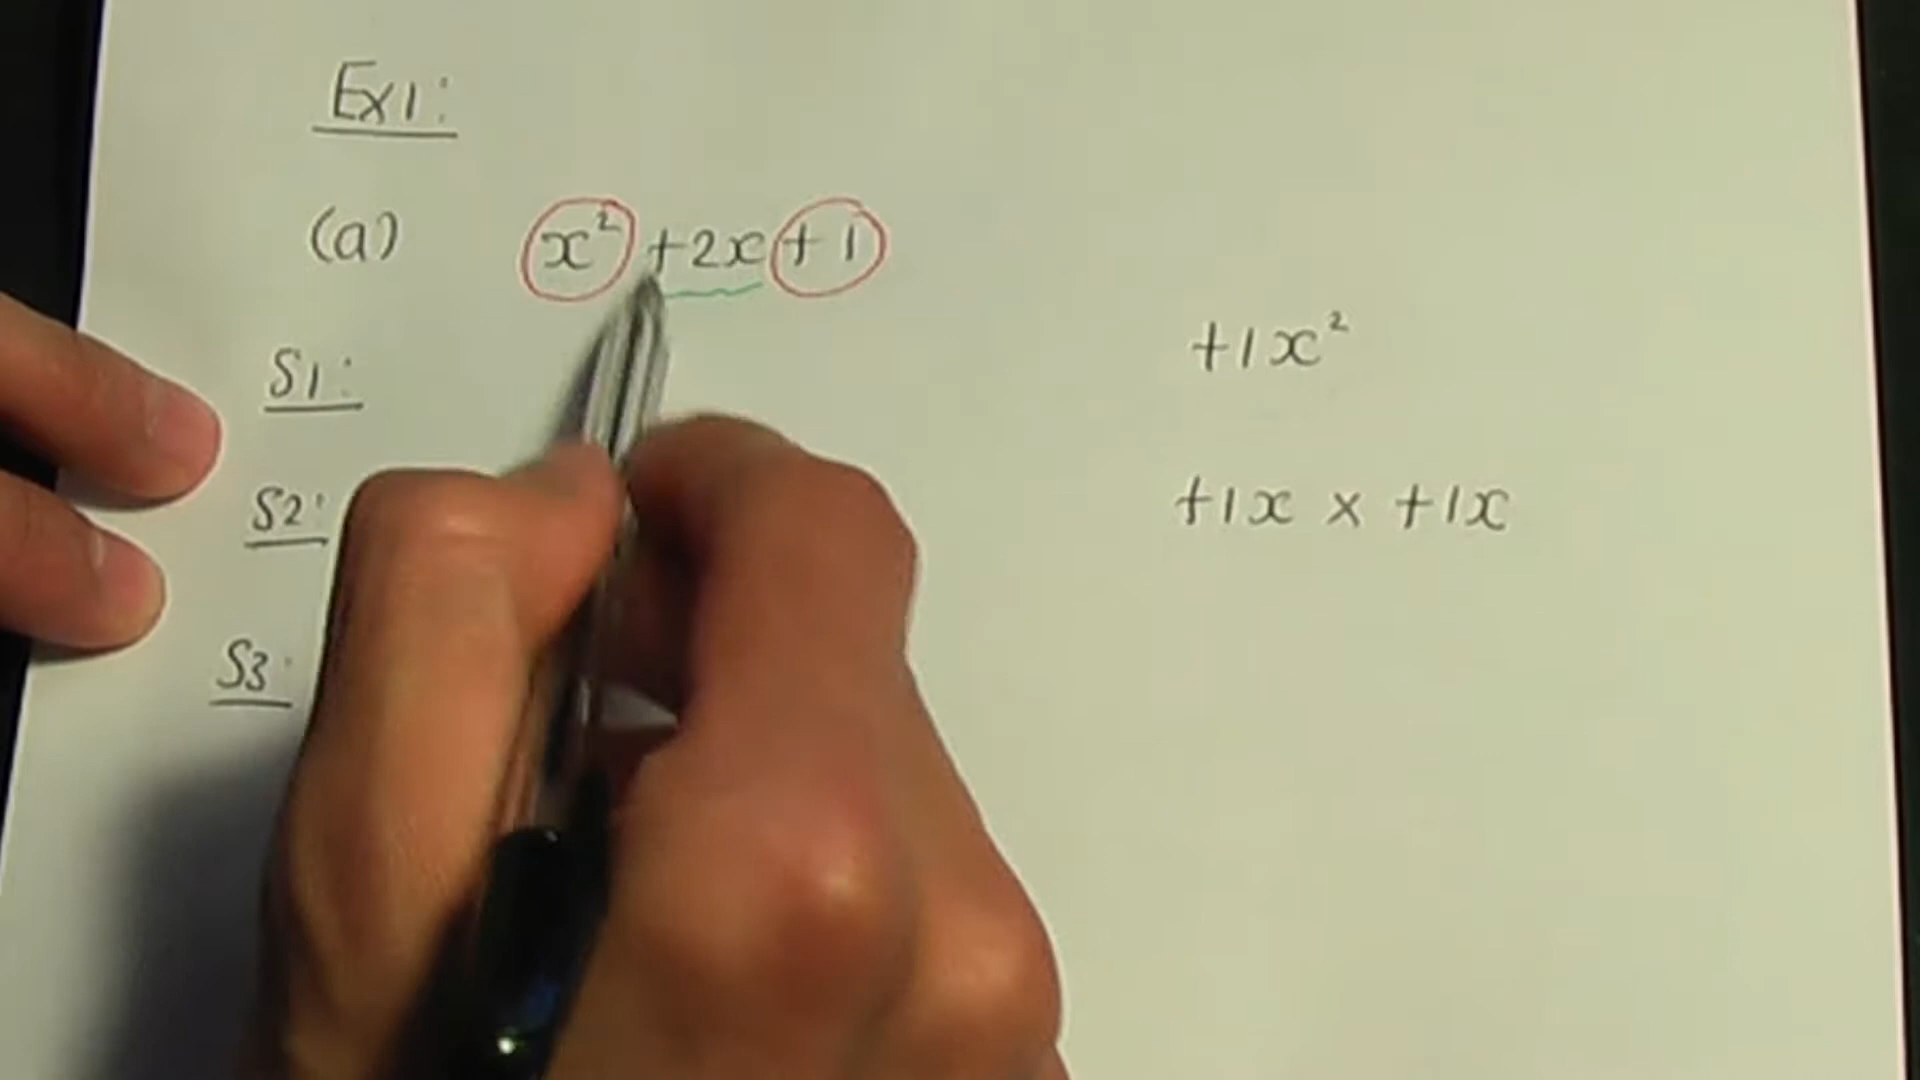 Ex1:
(a) x² +2x +1
S1:
+1x²
S2:
+1x × +1x
S3: